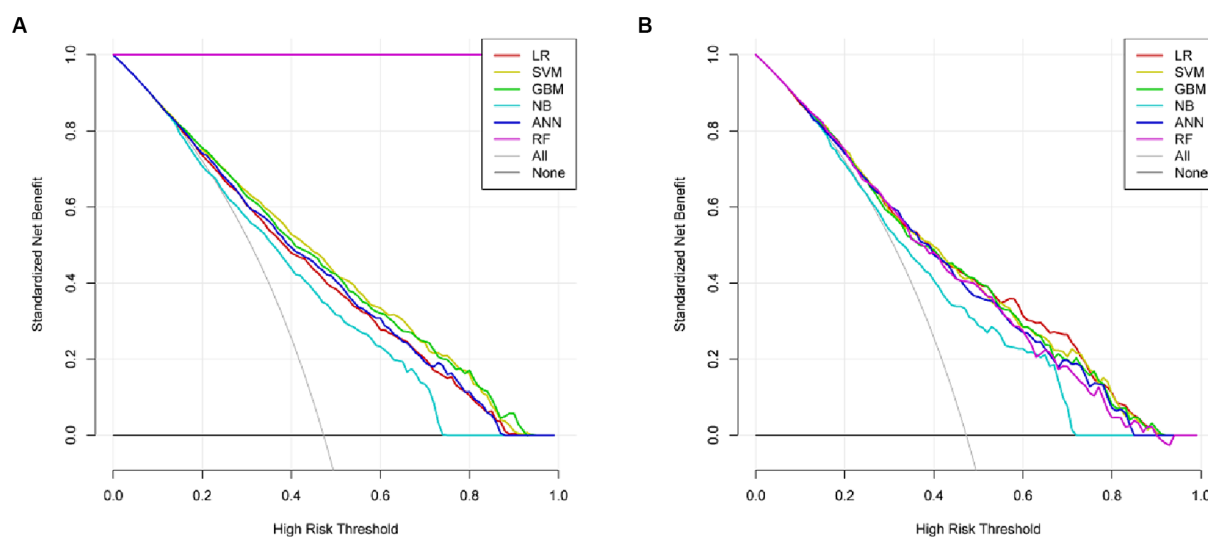 A
Standardized Net Benefit
1.0
0.8
0.6
0.4
0.2
0.0
LR
SVM
GBM
NB
ANN
RF
All
None
0.0 0.2 0.4 0.6 0.8 1.0
High Risk Threshold
B
Standardized Net Benefit
1.0
0.8
0.6
0.4
0.2
0.0
LR
SVM
GBM
NB
ANN
RF
All
None
0.0 0.2 0.4 0.6 0.8 1.0
High Risk Threshold